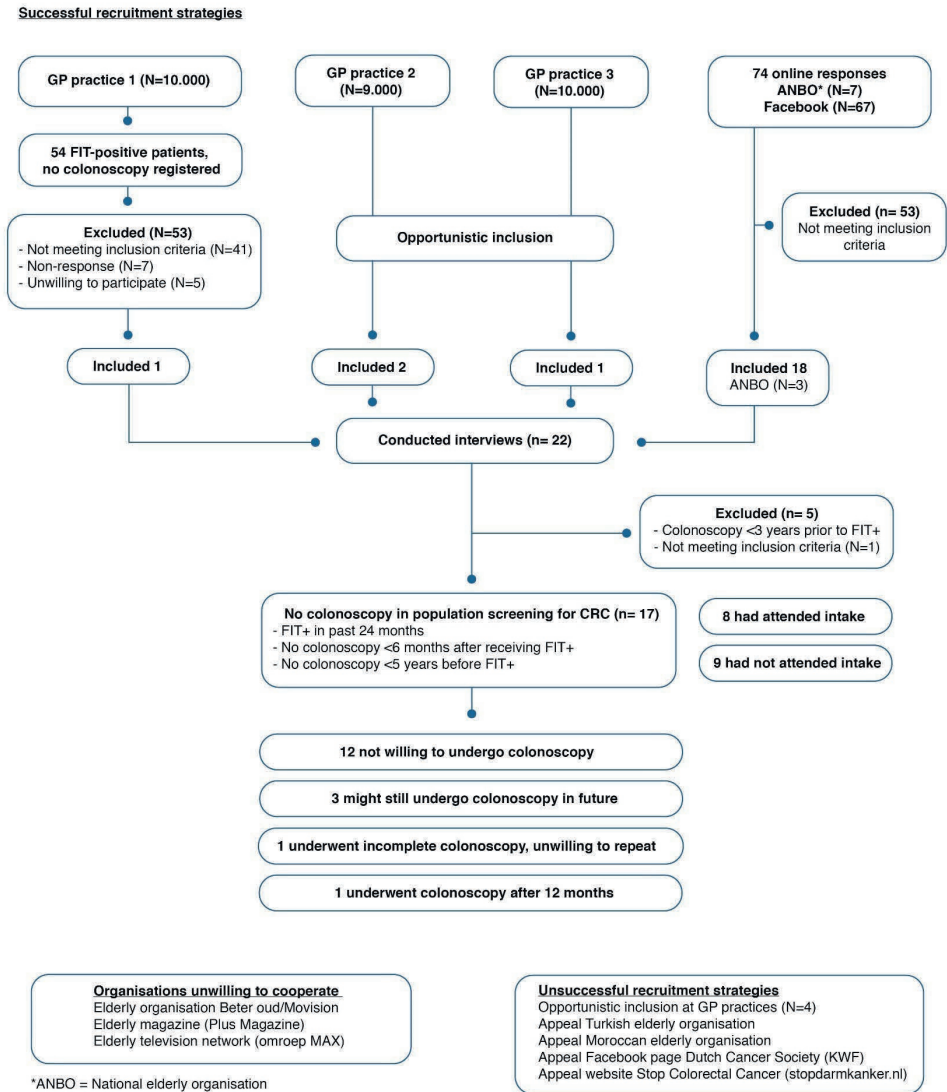 Successful recruitment strategies
GP practice 1 (N=10.000)
54 FIT-positive patients,
no colonoscopy registered
Excluded (N=53)
- Not meeting inclusion criteria (N=41)
- Non-response (N=7)
- Unwilling to participate (N=5)
Included 1
GP practice 2
(N=9.000)
GP practice 3
(N=10.000)
Opportunistic inclusion
Included 2
Included 1
74 online responses
ANBO* (N=7)
Facebook (N=67)
Excluded (n= 53)
Not meeting inclusion
criteria
Included 18
ANBO (N=3)
Conducted interviews (n= 22)
Excluded (n= 5)
- Colonoscopy <3 years prior to FIT+
- Not meeting inclusion criteria (N=1)
No colonoscopy in population screening for CRC (n= 17)
- FIT+ in past 24 months
- No colonoscopy <6 months after receiving FIT+
- No colonoscopy <5 years before FIT+
8 had attended intake
9 had not attended intake
12 not willing to undergo colonoscopy
3 might still undergo colonoscopy in future
1 underwent incomplete colonoscopy, unwilling to repeat
1 underwent colonoscopy after 12 months
Organisations unwilling to cooperate
Elderly organisation Beter oud/Movision
Elderly magazine (Plus Magazine)
Elderly television network (omroep MAX)
Unsuccessful recruitment strategies
Opportunistic inclusion at GP practices (N=4)
Appeal Turkish elderly organisation
Appeal Moroccan elderly organisation
Appeal Facebook page Dutch Cancer Society (KWF)
Appeal website Stop Colorectal Cancer (stopdarmkanker.nl)
*ANBO = National elderly organisation